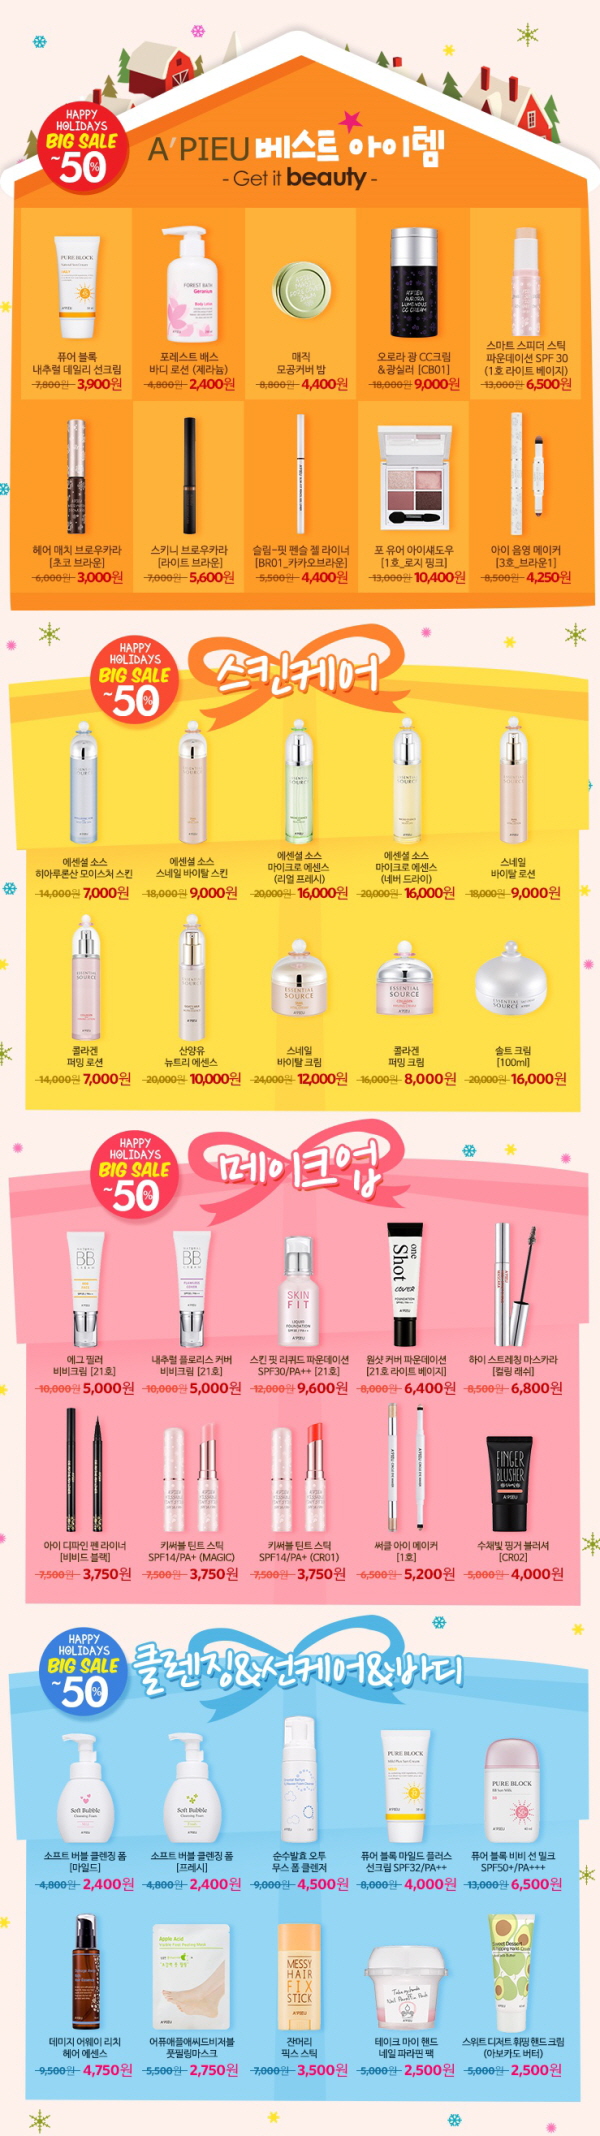 HAPPY
HOLIDAYS
BIG SALE
~50%
A'PIEU 베스트 아이템
- Get it beauty -
퓨어 블록
내추럴 데일리 선크림
7,800원 3,900원
포레스트 배스
바디 로션 (제라늄)
4,800원 2,400원
매직
모공커버 밤
8,800원 4,400원
오로라 광 CC크림
&광실러 [CB01]
18,000원 9,000원
스마트 스피더 스틱
파운데이션 SPF 30
(1호 라이트 베이지)
13,000원 6,500원
헤어 매치 브로우카라
[초코 브라운]
6,000원 3,000원
스키니 브로우카라
[라이트 브라운]
7,000원 5,600원
슬림-핏 펜슬 젤 라이너
[BR01_카카오브라운]
5,500원 4,400원
포 유어 아이섀도우
[1호_로지 핑크]
13,000원 10,400원
아이 음영 메이커
[3호_브라운1]
8,500원 4,250원
HAPPY
HOLIDAYS
BIG SALE
~50%
스킨케어
에센셜 소스
히아루론산 모이스처 스킨
14,000원 7,000원
에센셜 소스
스네일 바이탈 스킨
18,000원 9,000원
에센셜 소스
마이크로 에센스
(리얼 프레시)
20,000원 16,000원
에센셜 소스
마이크로 에센스
(네버 드라이)
20,000원 16,000원
스네일
바이탈 로션
18,000원 9,000원
콜라겐
퍼밍 로션
14,000원 7,000원
산양유
뉴트리 에센스
20,000원 10,000원
스네일
바이탈 크림
24,000원 12,000원
콜라겐
퍼밍 크림
16,000원 8,000원
솔트 크림
[100ml]
20,000원 16,000원
HAPPY
HOLIDAYS
BIG SALE
~50%
메이크업
에그 필러
비비크림 [21호]
10,000원 5,000원
내추럴 플로리스 커버
비비크림 [21호]
10,000원 5,000원
SKIN
FIT
스킨 핏 리퀴드 파운데이션
SPF30/PA++ [21호]
12,000원 9,600원
one
Shot
COVER
원샷 커버 파운데이션
[21호 라이트 베이지]
8,000원 6,400원
하이 스트레칭 마스카라
[컬링 래쉬]
8,500원 6,800원
아이 디파인 펜 라이너
[비비드 블랙]
7,500원 3,750원
키써블 틴트 스틱
SPF14/PA+ (MAGIC)
7,500원 3,750원
키써블 틴트 스틱
SPF14/PA+ (CR01)
7,500원 3,750원
써클 아이 메이커
[1호]
6,500원 5,200원
FINGER
BLUSHER
수채빛 핑거 블러셔
[CR02]
5,000원 4,000원
HAPPY
HOLIDAYS
BIG SALE
~50%
클렌징&선케어&바디
Soft Bubble
소프트 버블 클렌징 폼
[마일드]
4,800원 2,400원
Soft Bubble
소프트 버블 클렌징 폼
[프레시]
4,800원 2,400원
순수발효 오투
무스 폼 클렌저
9,000원 4,500원
PURE BLOCK
퓨어 블록 마일드 플러스
선크림 SPF32/PA++
8,000원 4,000원
PURE BLOCK
퓨어 블록 비비 선 밀크
SPF50+/PA+++
13,000원 6,500원
데미지 어웨이 리치
헤어 에센스
9,500원 4,750원
어퓨애플애씨드비저블
풋필링마스크
5,500원 2,750원
MESSY
HAIR
FIX
STICK
잔머리
픽스 스틱
7,000원 3,500원
테이크 마이 핸드
네일 파라핀 팩
5,000원 2,500원
스위트 디저트 휘핑 핸드 크림
(아보카도 버터)
5,000원 2,500원